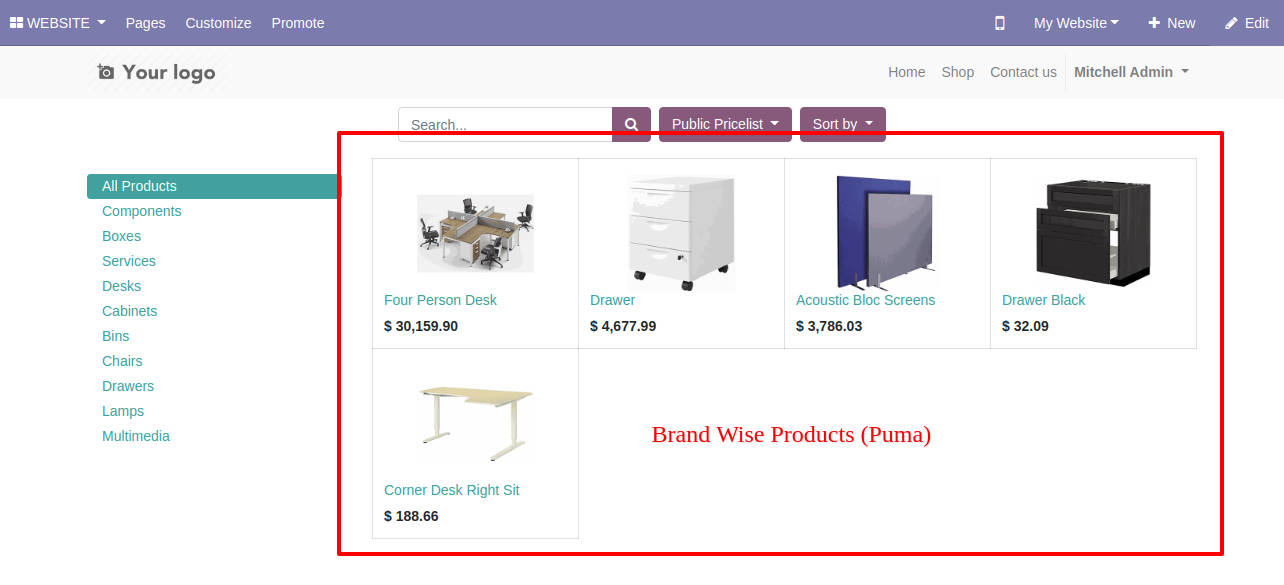 WEBSITE Pages Customize Promote My Website New Edit
Your logo Home Shop Contact us Mitchell Admin
Search... Public Pricelist Sort by
All Products
Components
Boxes
Services
Desks
Cabinets
Bins
Chairs
Drawers
Lamps
Multimedia
Four Person Desk Drawer Acoustic Bloc Screens Drawer Black
$ 30,159.90 $ 4,677.99 $ 3,786.03 $ 32.09
Brand Wise Products (Puma)
Corner Desk Right Sit
$ 188.66